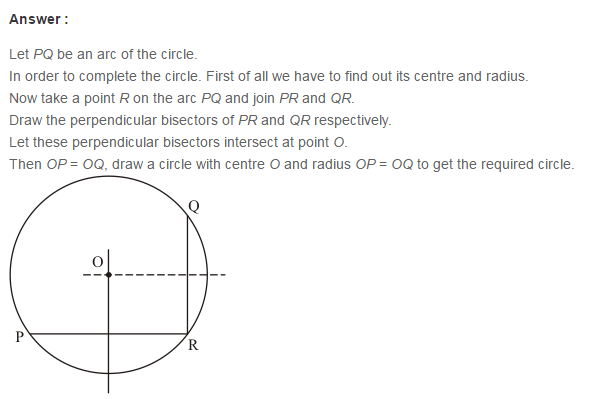 Answer :
Let PQ be an arc of the circle.
In order to complete the circle. First of all we have to find out its centre and radius.
Now take a point R on the arc PQ and join PR and QR.
Draw the perpendicular bisectors of PR and QR respectively.
Let these perpendicular bisectors intersect at point O.
Then OP = OQ, draw a circle with centre O and radius OP = OQ to get the required circle.
Q
O
P
R